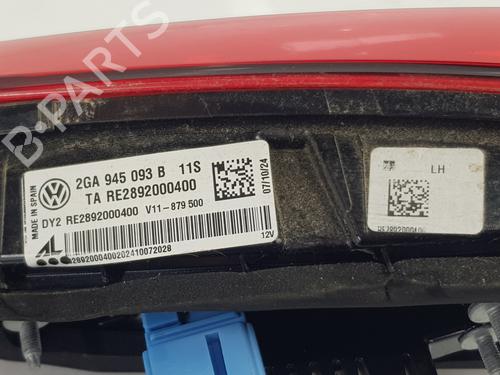 B-PARTS
MADE IN SPAIN
2GA 945 093 B 11S
TA RE2892000400
DY2 RE2892000400 V11-879 500
07/10/24
12V
AL
2892000400202410072028
LH